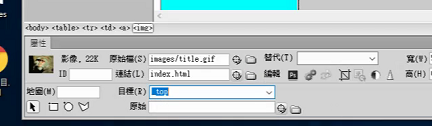 <body><table><tr><td><a><img>
屬性
影像, 22K 原始檔(S) images/title.gif 替代(T) 寬(W)
ID 連結(L) index.html 編輯 Ps 高(H)
地圖(M) 目標(R) _top
原始